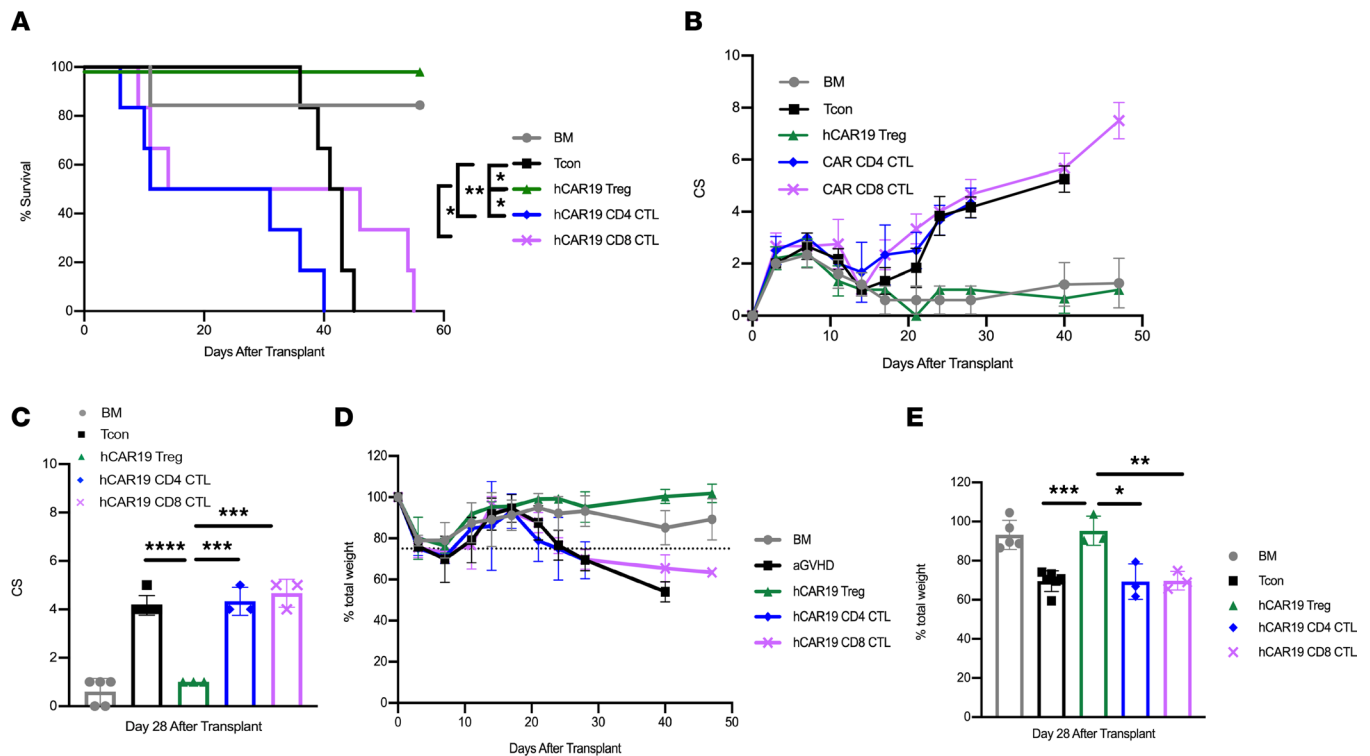 A
% Survival
100
80
60
40
20
0
0 20 40 60
Days After Transplant
BM
Tcon
hCAR19 Treg
hCAR19 CD4 CTL
hCAR19 CD8 CTL
*
**
*
*
B
CS
10
8
6
4
2
0
0 10 20 30 40 50
Days After Transplant
BM
Tcon
hCAR19 Treg
CAR CD4 CTL
CAR CD8 CTL
C
BM
Tcon
hCAR19 Treg
hCAR19 CD4 CTL
hCAR19 CD8 CTL
CS
10
8
6
4
2
0
***
**** ***
Day 28 After Transplant
D
% total weight
120
100
80
60
40
20
0
0 10 20 30 40 50
Days After Transplant
BM
aGVHD
hCAR19 Treg
hCAR19 CD4 CTL
hCAR19 CD8 CTL
E
% total weight
120
100
80
60
40
20
0
**
*** *
Day 28 After Transplant
BM
Tcon
hCAR19 Treg
hCAR19 CD4 CTL
hCAR19 CD8 CTL